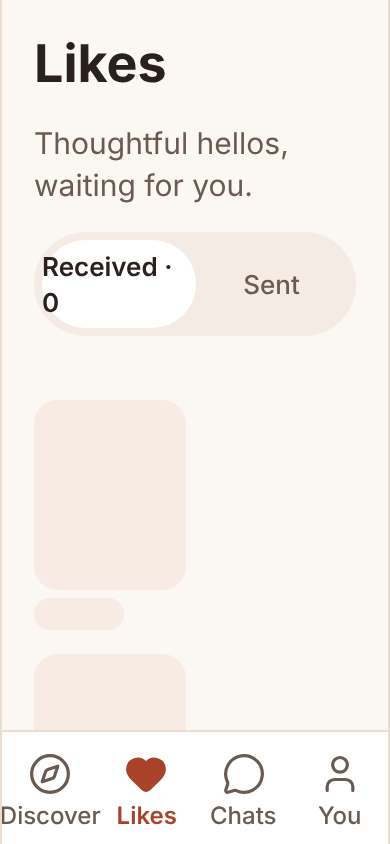 Likes
Thoughtful hellos,
waiting for you.
Received ·
0
Sent
Discover
Likes
Chats
You